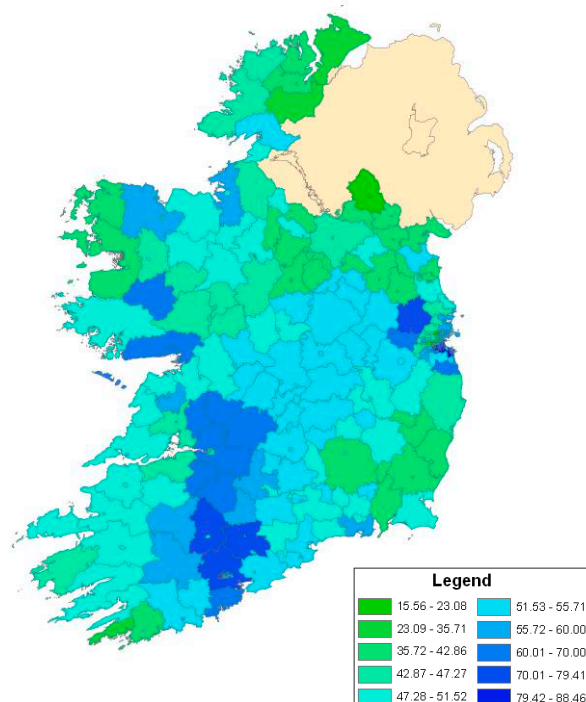 Legend
15.56 - 23.08
23.09 - 35.71
35.72 - 42.86
42.87 - 47.27
47.28 - 51.52
51.53 - 55.71
55.72 - 60.00
60.01 - 70.00
70.01 - 79.41
79.42 - 88.46